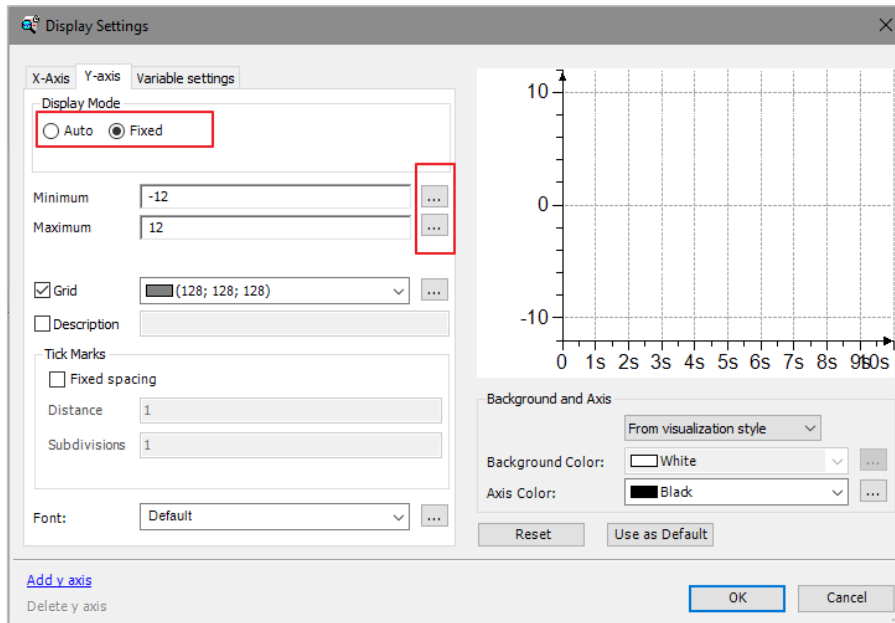 Display Settings
X-Axis Y-axis Variable settings
Display Mode
Auto Fixed
Minimum -12 ...
Maximum 12 ...
Grid (128; 128; 128) ...
Description
Tick Marks
Fixed spacing
Distance 1
Subdivisions 1
Font: Default ...
10
0
-10
0 1s 2s 3s 4s 5s 6s 7s 8s 9s 10s
Background and Axis
From visualization style
Background Color: White ...
Axis Color: Black ...
Reset Use as Default
Add y axis
Delete y axis
OK Cancel